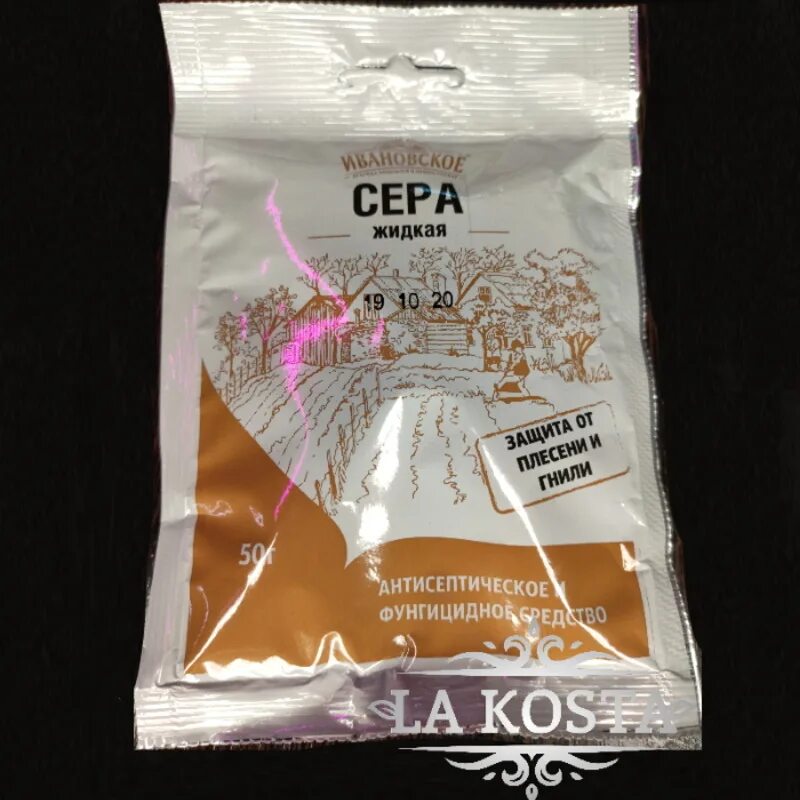 ИВАНОВСКОЕ
СЕРА
жидкая
19 10 20
ЗАЩИТА ОТ
ПЛЕСЕНИ И
ГНИЛИ
50г
АНТИСЕПТИЧЕСКОЕ И
ФУНГИЦИДНОЕ СРЕДСТВО
LA KOSTA